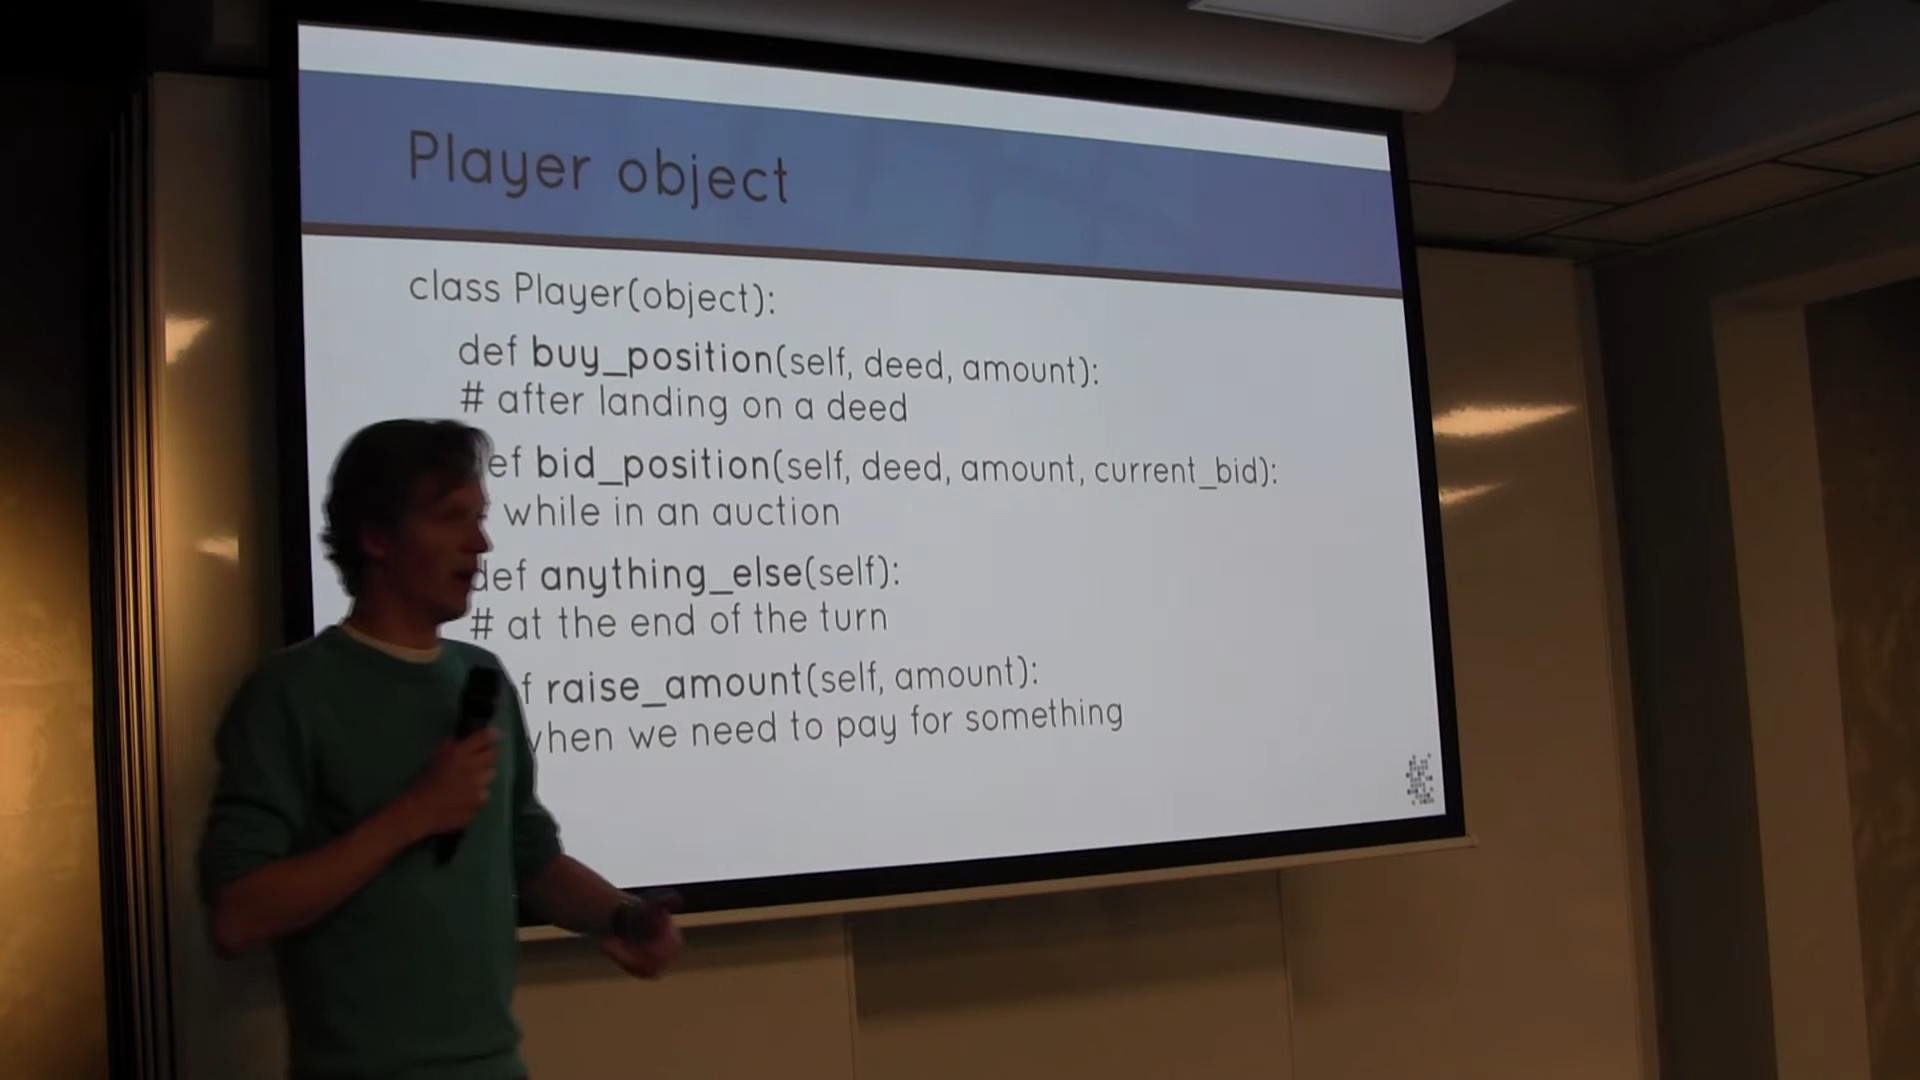 Player object
class Player(object):
def buy_position(self, deed, amount):
# after landing on a deed
ef bid_position(self, deed, amount, current_bid):
while in an auction
def anything_else(self):
# at the end of the turn
f raise_amount(self, amount):
when we need to pay for something